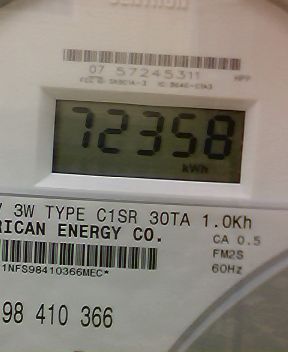 07 57245311
72358
kWh
V 3W TYPE C1SR 30TA 1.0Kh
RICAN ENERGY CO.
CA 0.5
FM2S
60Hz
1NFS98410366MEC*
98 410 366